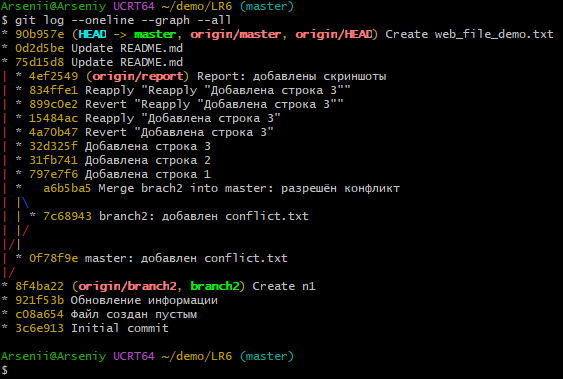 Arsenii@Arseniy UCRT64 ~/demo/LR6 (master)
$ git log --oneline --graph --all
* 90b957e (HEAD -> master, origin/master, origin/HEAD) Create web_file_demo.txt
* 0d2d5be Update README.md
* 75d15d8 Update README.md
| * 4ef2549 (origin/report) Report: добавлены скриншоты
| * 834ffe1 Reapply "Reapply "Добавлена строка 3""
| * 899c0e2 Revert "Reapply "Добавлена строка 3""
| * 15484ac Reapply "Добавлена строка 3"
| * 4a70b47 Revert "Добавлена строка 3"
| * 32d325f Добавлена строка 3
| * 31fb741 Добавлена строка 2
| * 797e7f6 Добавлена строка 1
| *   a6b5ba5 Merge brach2 into master: разрешён конфликт
| |\
| | * 7c68943 branch2: добавлен conflict.txt
| |/
|/|
| * 0f78f9e master: добавлен conflict.txt
|/
* 8f4ba22 (origin/branch2, branch2) Create n1
* 921f53b Обновление информации
* c08a654 Файл создан пустым
* 3c6e913 Initial commit
Arsenii@Arseniy UCRT64 ~/demo/LR6 (master)
$